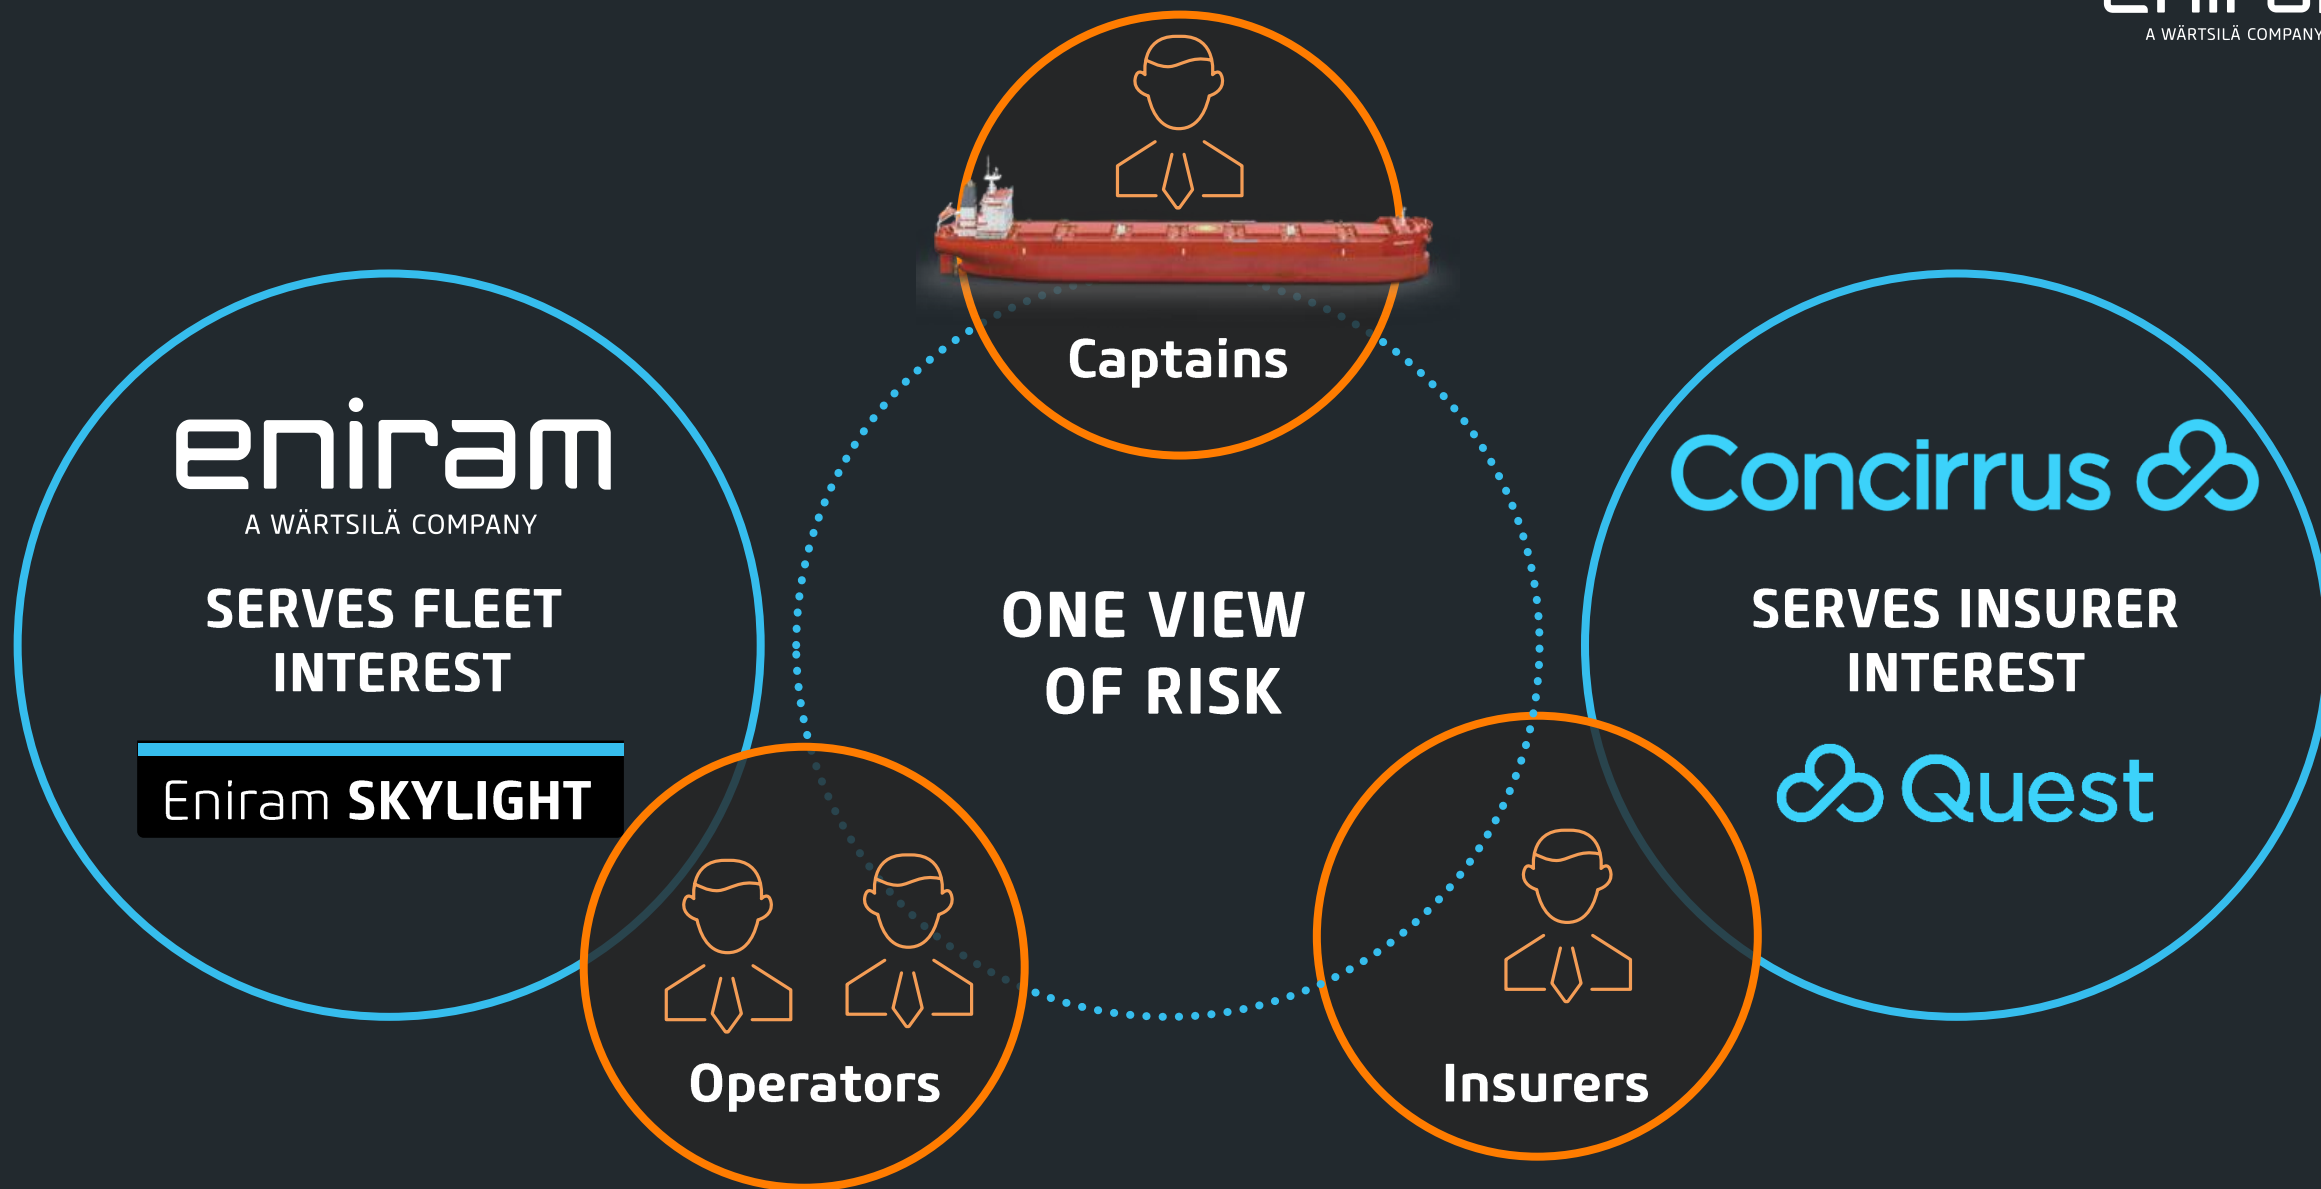 A WÄRTSILÄ COMPANY
Captains
eniram
A WÄRTSILÄ COMPANY
SERVES FLEET
INTEREST
Eniram SKYLIGHT
ONE VIEW
OF RISK
Concirrus
SERVES INSURER
INTEREST
Quest
Operators
Insurers